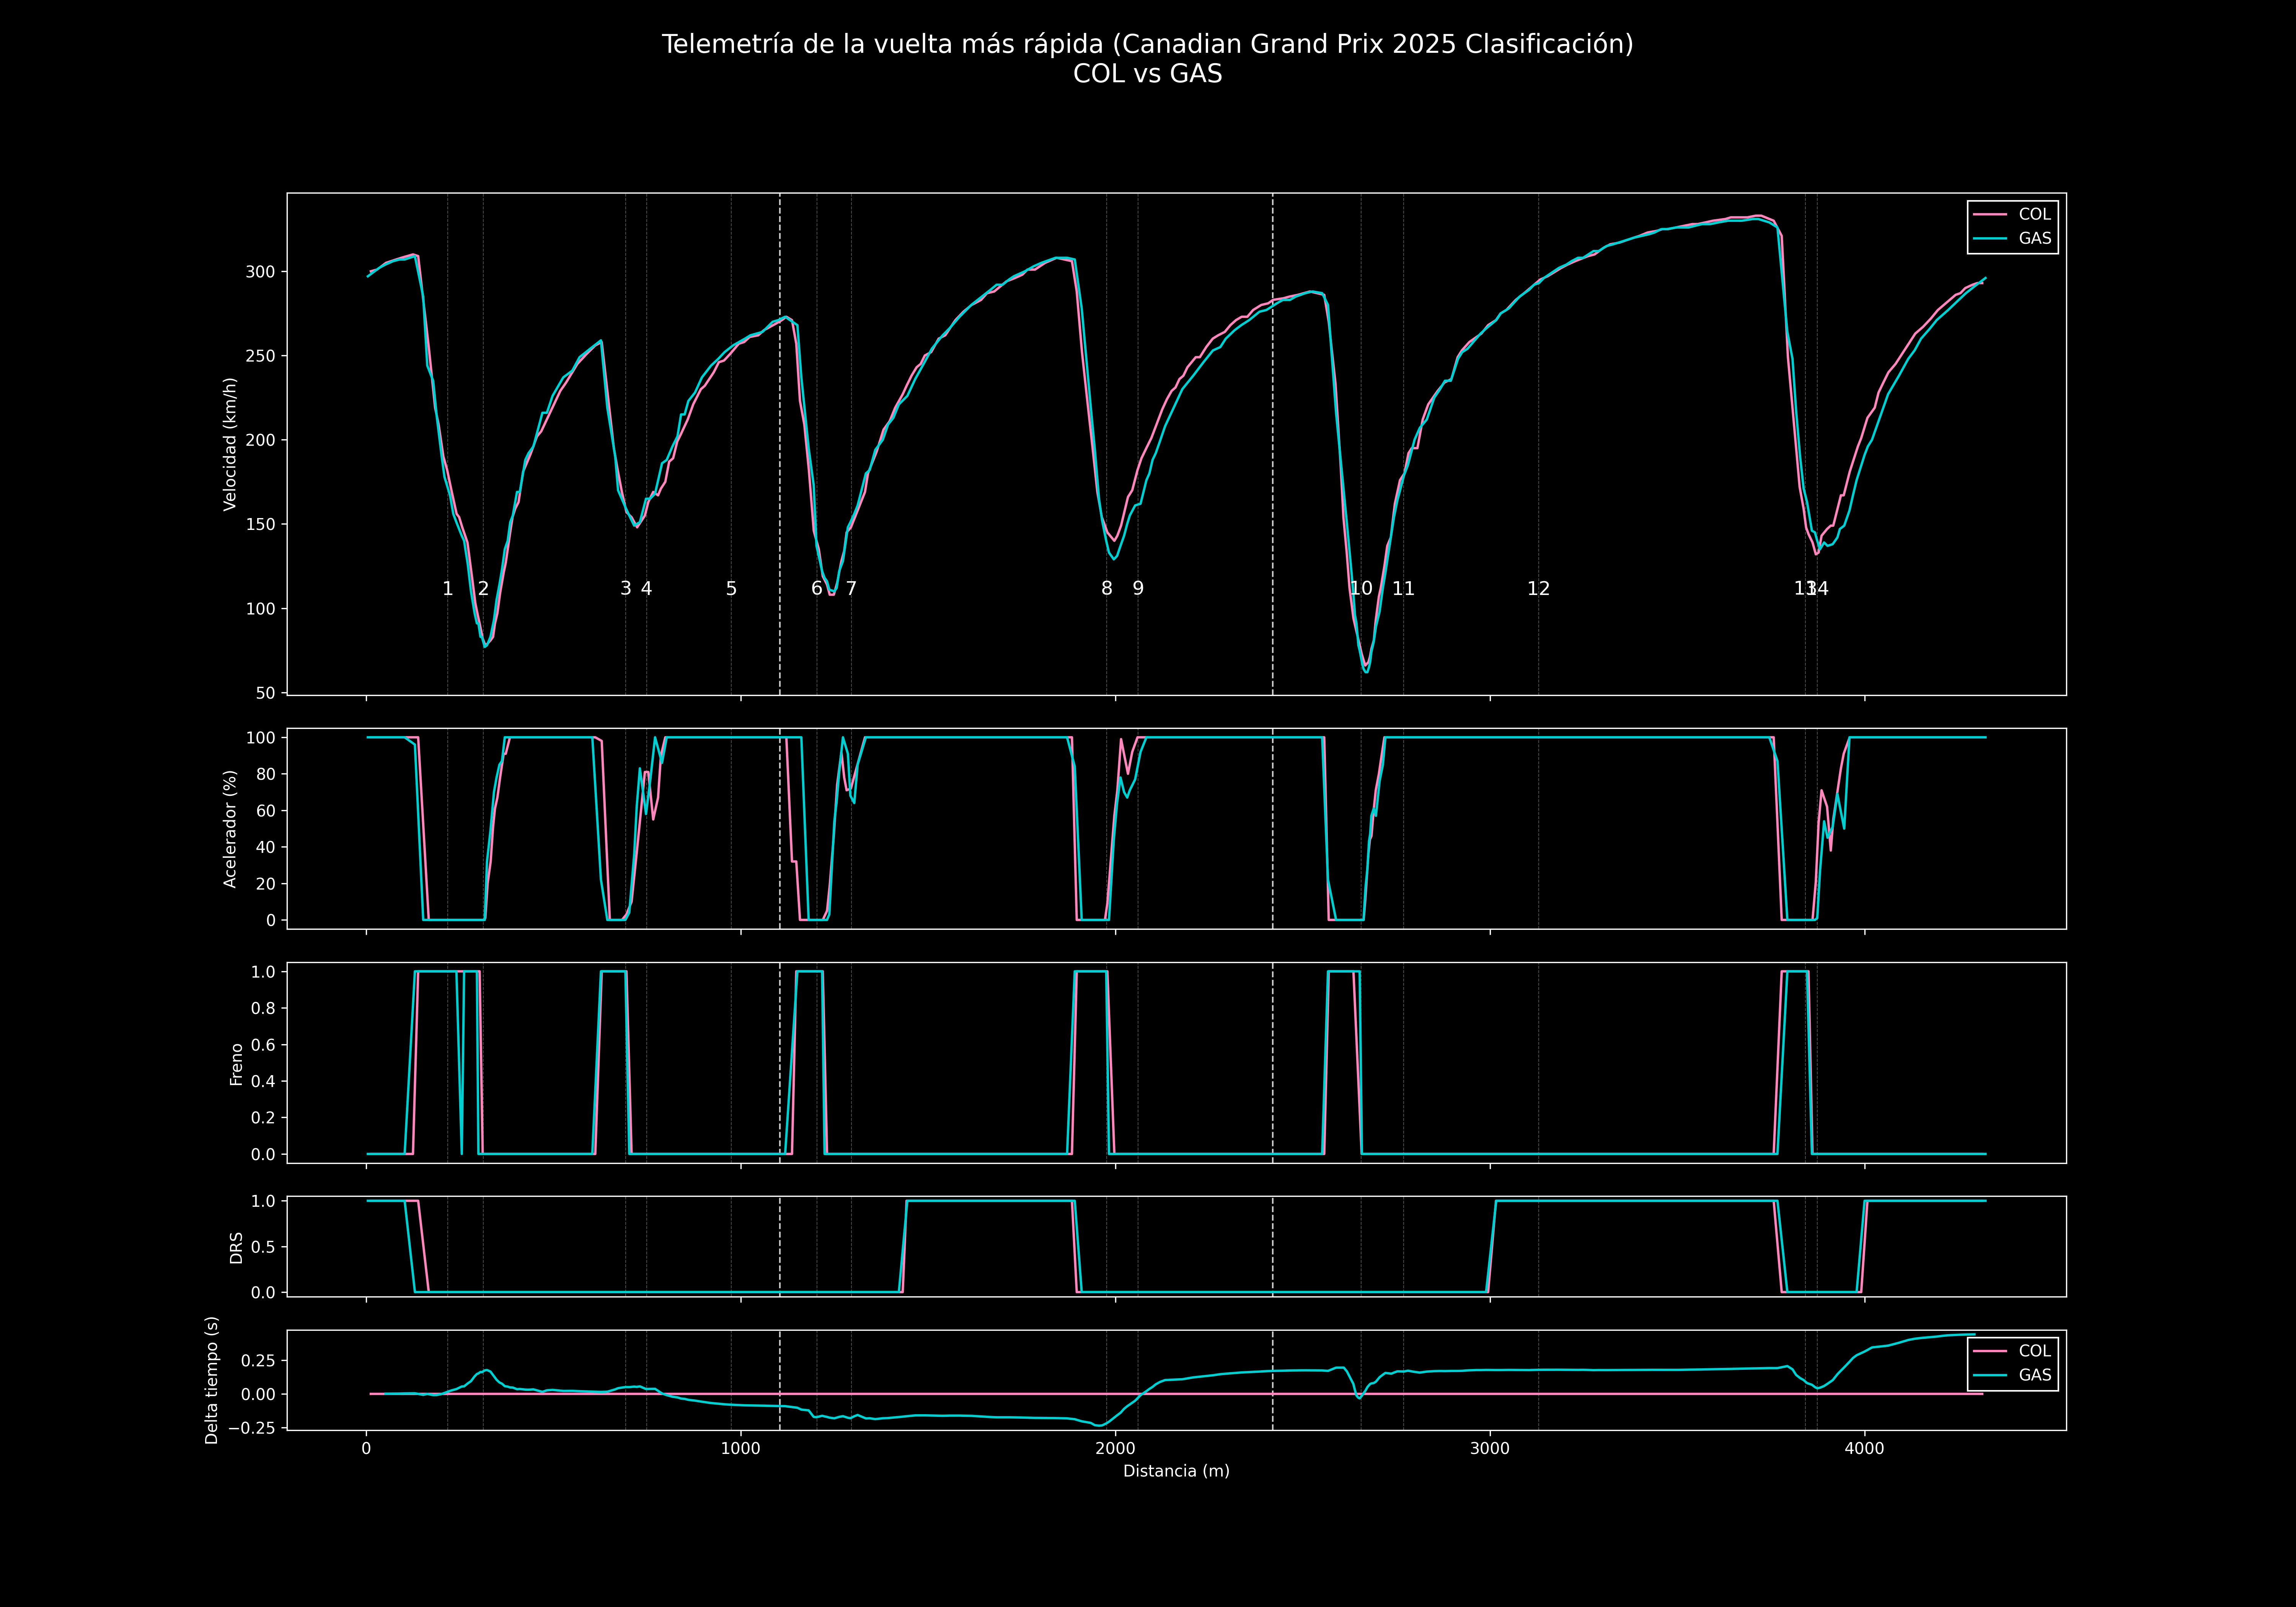 Telemetría de la vuelta más rápida (Canadian Grand Prix 2025 Clasificación)
COL vs GAS
COL
GAS
Velocidad (km/h)
300
250
200
150
100
50
1 2 3 4 5 6 7 8 9 10 11 12 13 14
Acelerador (%)
100
80
60
40
20
0
Freno
1.0
0.8
0.6
0.4
0.2
0.0
DRS
1.0
0.5
0.0
Delta tiempo (s)
0.25
0.00
−0.25
COL
GAS
0 1000 2000 3000 4000
Distancia (m)